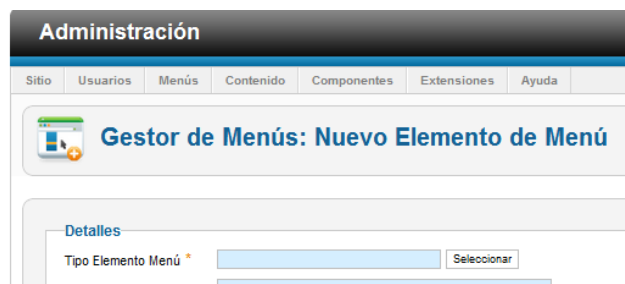 Administración
Sitio Usuarios Menús Contenido Componentes Extensiones Ayuda
Gestor de Menús: Nuevo Elemento de Menú
Detalles
Tipo Elemento Menú * Seleccionar